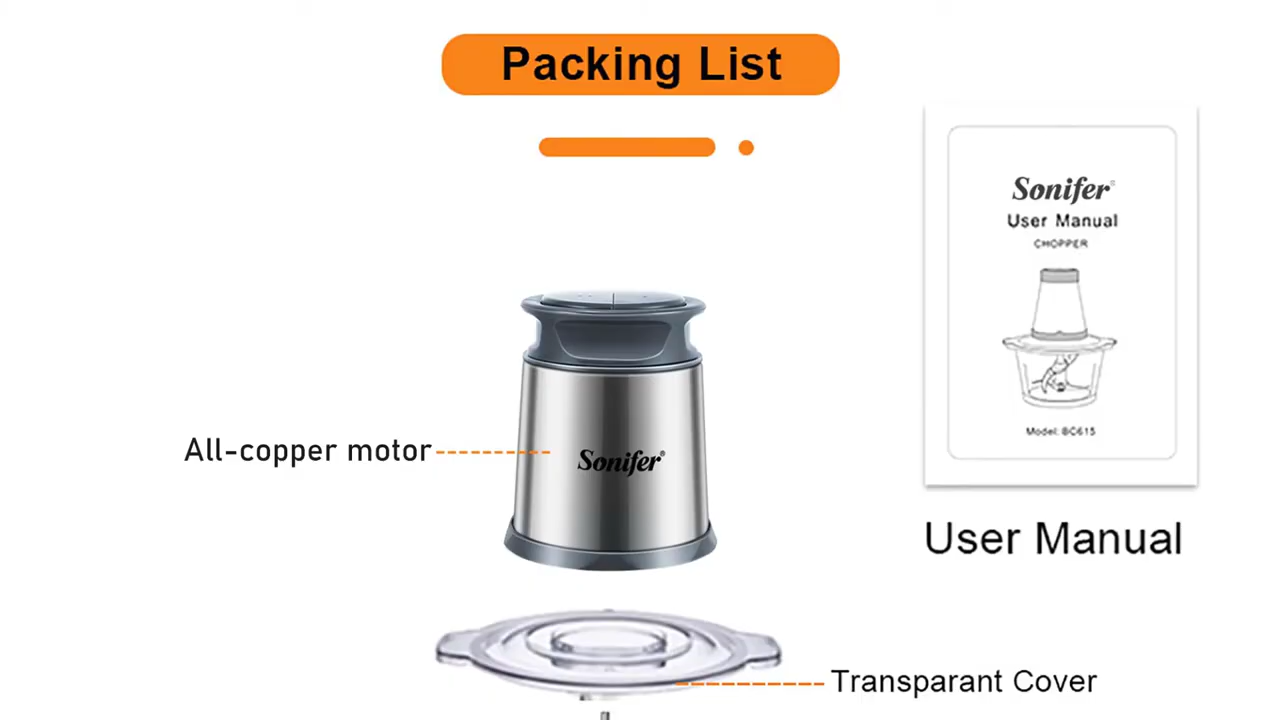 Packing List
Sonifer®
User Manual
CHOPPER
Model: BC615
User Manual
All-copper motor
Sonifer®
Transparant Cover